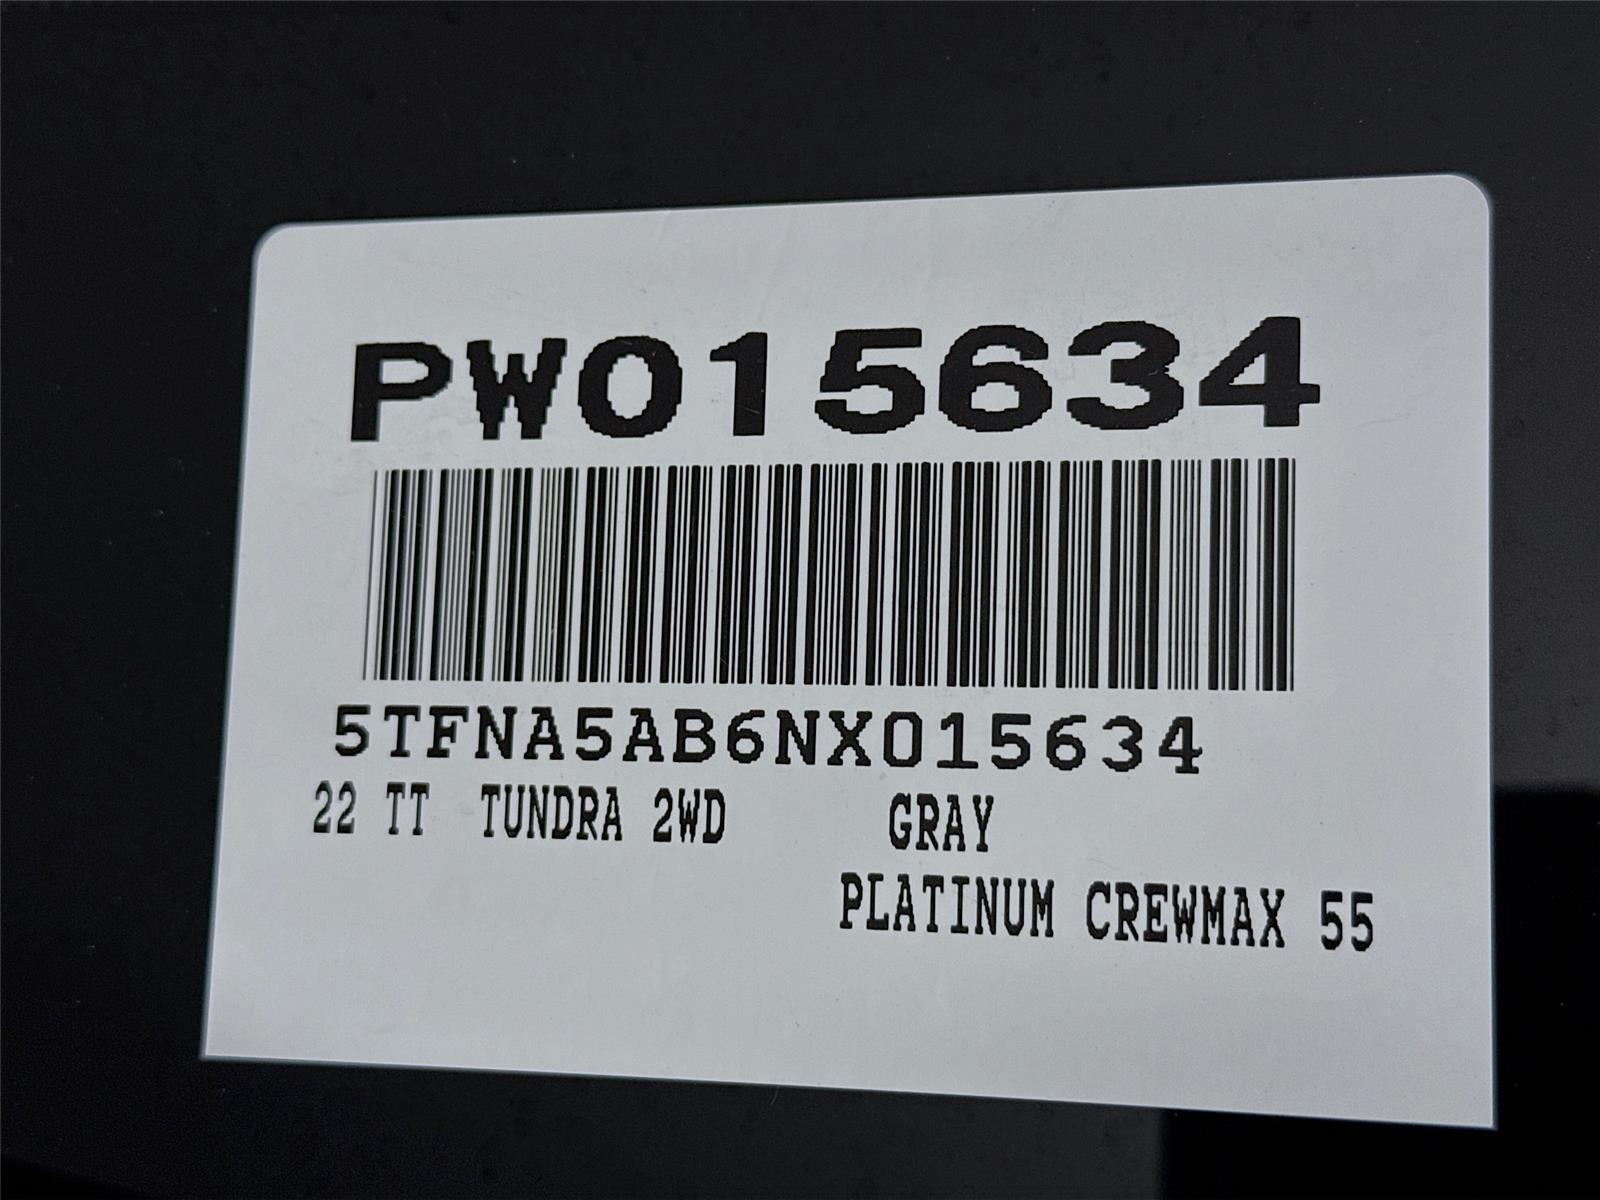 PW015634
5TFNA5AB6NX015634
22 TT TUNDRA 2WD GRAY
PLATINUM CREWMAX 55